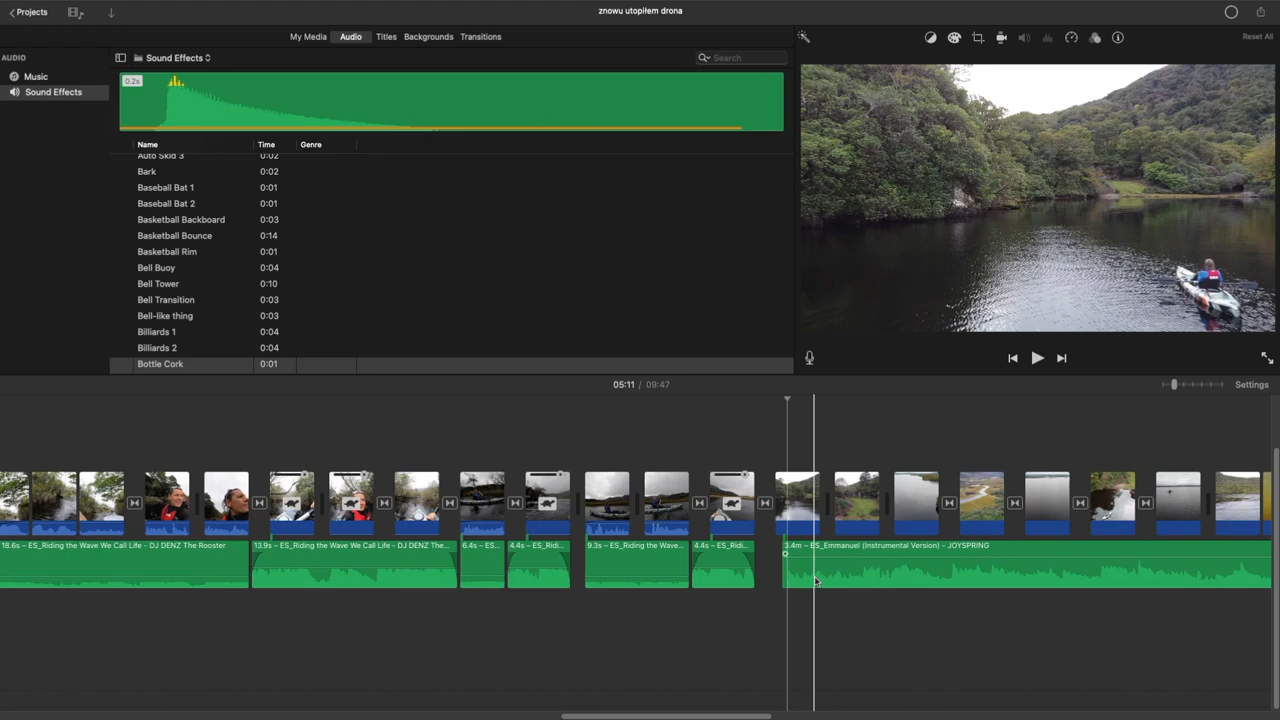 Projects
znowu utopiłem drona
My Media Audio Titles Backgrounds Transitions
Reset All
AUDIO
Sound Effects
Search
Music
Sound Effects
0.2s
Name Time Genre
Auto Skid 3 0:02
Bark 0:02
Baseball Bat 1 0:01
Baseball Bat 2 0:01
Basketball Backboard 0:03
Basketball Bounce 0:14
Basketball Rim 0:01
Bell Buoy 0:04
Bell Tower 0:10
Bell Transition 0:03
Bell-like thing 0:03
Billiards 1 0:04
Billiards 2 0:04
Bottle Cork 0:01
05:11 / 09:47
Settings
18.6s – ES_Riding the Wave We Call Life - DJ DENZ The Rooster
13.9s – ES_Riding the Wave We Call Life - DJ DENZ The...
6.4s – ES...
4.4s – ES_Ridi...
9.3s – ES_Riding the Wave...
4.4s – ES_Ridi...
3.4m – ES_Emmanuel (Instrumental Version) - JOYSPRING